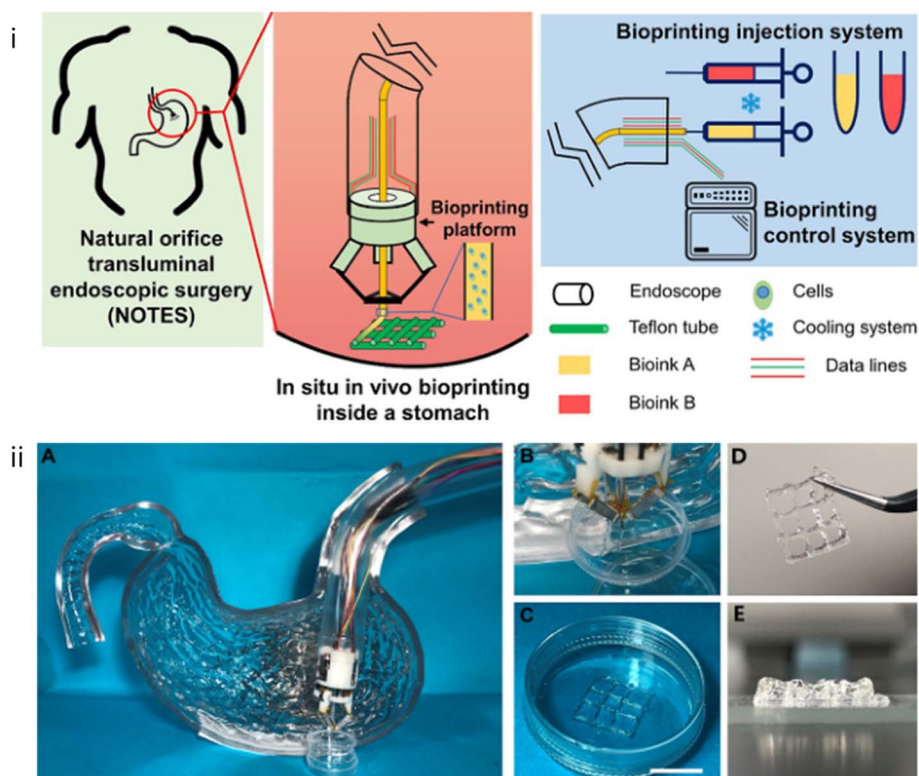 i
Natural orifice
transluminal
endoscopic surgery
(NOTES)
Bioprinting
platform
In situ in vivo bioprinting
inside a stomach
Bioprinting injection system
Bioprinting
control system
Endoscope
Cells
Teflon tube
Cooling system
Bioink A
Data lines
Bioink B
ii
A
B
C
D
E